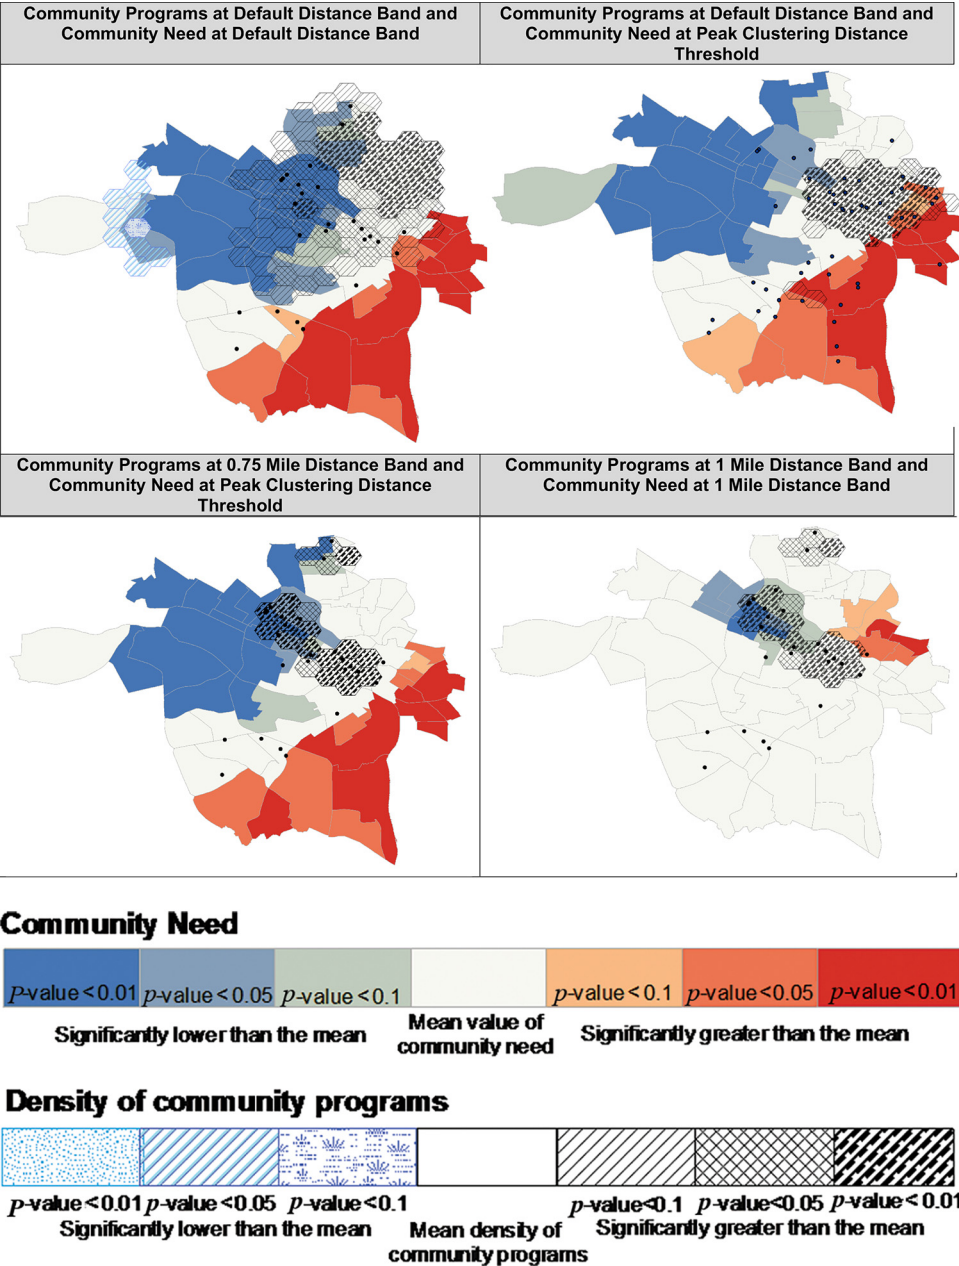 Community Programs at Default Distance Band and
Community Need at Default Distance Band
Community Programs at Default Distance Band and
Community Need at Peak Clustering Distance
Threshold
Community Programs at 0.75 Mile Distance Band and
Community Need at Peak Clustering Distance
Threshold
Community Programs at 1 Mile Distance Band and
Community Need at 1 Mile Distance Band
Community Need
P-value<0.01 p-value<0.05 p-value<0.1 p-value<0.1 p-value<0.05 p-value<0.01
Significantly lower than the mean
Mean value of
community need
Significantly greater than the mean
Density of community programs
p-value<0.01 p-value<0.05 p-value<0.1 p-value<0.1 p-value<0.05 p-value<0.01
Significantly lower than the mean
Mean density of
community programs
Significantly greater than the mean